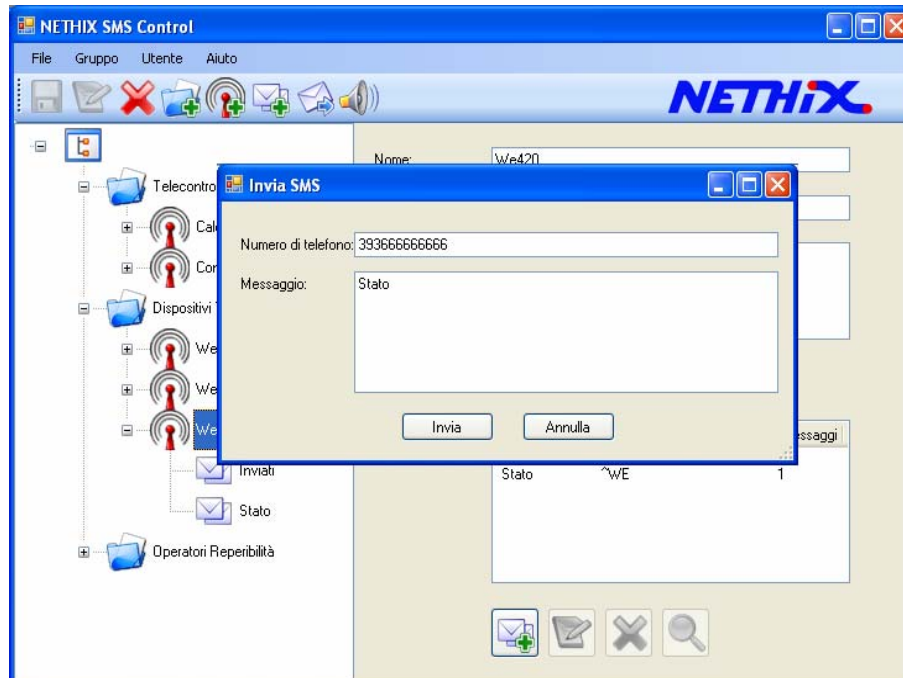 NETHIX SMS Control
File Gruppo Utente Aiuto
NETHIX
Nome: We420
Telecontro
Invia SMS
Cal
Numero di telefono: 393666666666
Cor
Messaggio: Stato
Dispositivi
We
We
We
Invia Annulla
essaggi
Inviati
Stato ^WE 1
Stato
Operatori Reperibilità